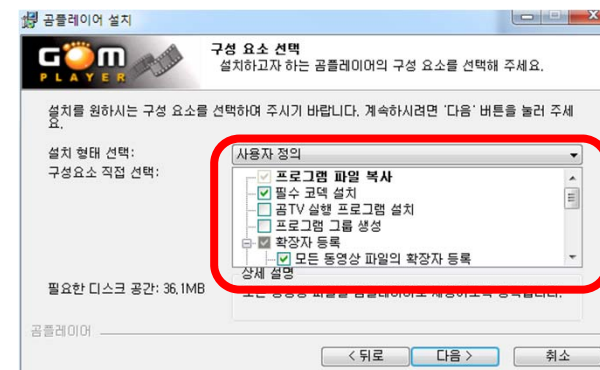 곰플레이어 설치
GOM
PLAYER
구성 요소 선택
설치하고자 하는 곰플레이어의 구성 요소를 선택해 주세요.
설치를 원하시는 구성 요소를 선택하여 주시기 바랍니다. 계속하시려면 '다음' 버튼을 눌러 주세
요.
설치 형태 선택:
사용자 정의
구성요소 직접 선택:
프로그램 파일 복사
필수 코덱 설치
곰TV 실행 프로그램 설치
프로그램 그룹 생성
확장자 등록
모든 동영상 파일의 확장자 등록
상세 설명
필요한 디스크 공간: 36.1MB
곰플레이어
< 뒤로
다음 >
취소